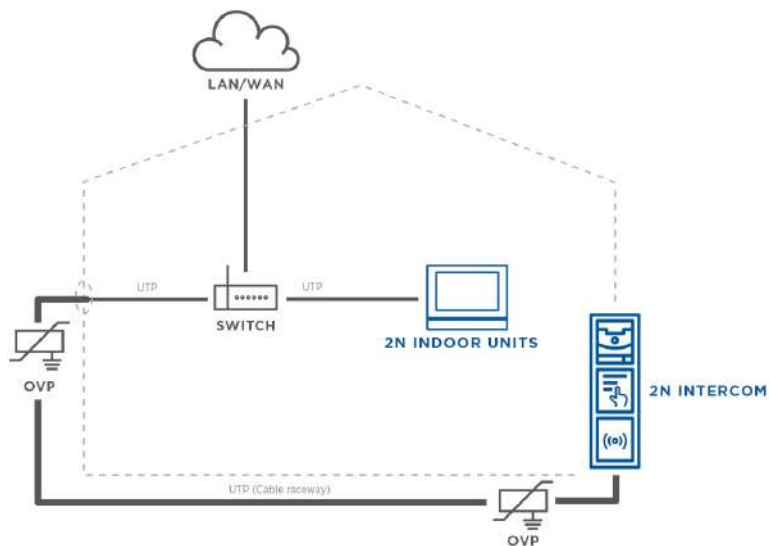 LAN/WAN
UTP
UTP
SWITCH
2N INDOOR UNITS
OVP
2N INTERCOM
UTP (Cable raceway)
OVP